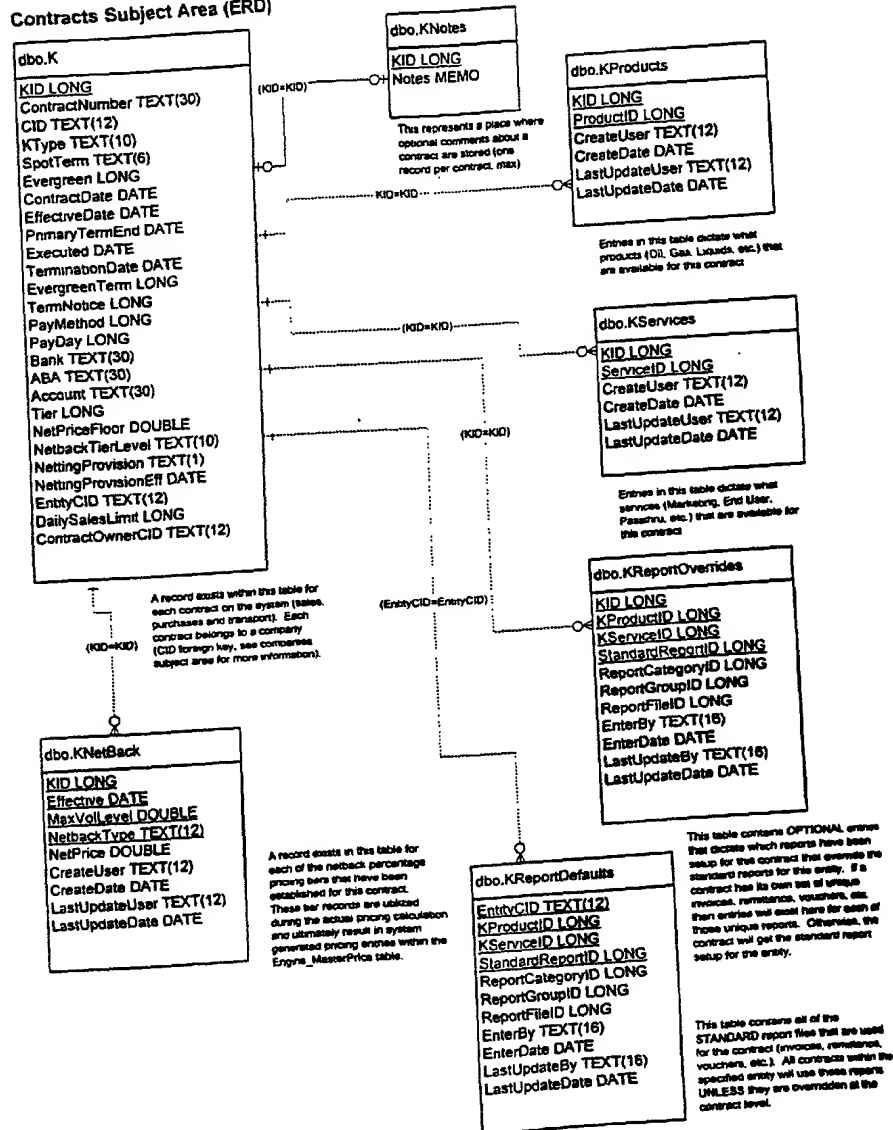 Contracts Subject Area (ERD)
dbo.K
KID LONG
ContractNumber TEXT(30)
CID TEXT(12)
KType TEXT(10)
SpotTerm TEXT(6)
Evergreen LONG
ContractDate DATE
EffectiveDate DATE
PrimaryTermEnd DATE
Executed DATE
TerminationDate DATE
EvergreenTerm LONG
TermNotice LONG
PayMethod LONG
PayDay LONG
Bank TEXT(30)
ABA TEXT(30)
Account TEXT(30)
Tier LONG
NetPriceFloor DOUBLE
NetbackTierLevel TEXT(10)
NettingProvision TEXT(1)
NettingProvisionEff DATE
EntityCID TEXT(12)
DailySalesLimit LONG
ContractOwnerCID TEXT(12)
A record exists within this table for
each contract on the system (sales,
purchases and transport). Each
contract belongs to a company
(CID foreign key, see companies
subject area for more information).
(KID=KID)
dbo.KNotes
KID LONG
Notes MEMO
This represents a place where
optional comments about a
contract are stored (one
record per contract, max)
(KID=KID)
dbo.KProducts
KID LONG
ProductID LONG
CreateUser TEXT(12)
CreateDate DATE
LastUpdateUser TEXT(12)
LastUpdateDate DATE
Entries in this table dictate what
products (Oil, Gas, Liquids, etc.) that
are available for this contract
KID=KID
dbo.KServices
KID LONG
ServiceID LONG
CreateUser TEXT(12)
CreateDate DATE
LastUpdateUser TEXT(12)
LastUpdateDate DATE
Entries in this table dictate what
services (Marketing, End User,
Passthru, etc.) that are available for
this contract
(KID=KID)
dbo.KReportOverrides
KID LONG
KProductID LONG
KServiceID LONG
StandardReportID LONG
ReportCategoryID LONG
ReportGroupID LONG
ReportFileID LONG
EnterBy TEXT(16)
EnterDate DATE
LastUpdateBy TEXT(16)
LastUpdateDate DATE
This table contains OPTIONAL entries
that dictate which reports have been
setup for this contract that override the
standard reports for this entity. If a
contract has its own set of unique
invoices, remittance, vouchers, etc.
then entries will exist here for each of
those unique reports. Otherwise, the
contract will get the standard report
setup for the entity.
(KID=KID)
(EntityCID=EntityCID)
dbo.KNetBack
KID LONG
Effective DATE
MaxVolLevel DOUBLE
NetbackType TEXT(12)
NetPrice DOUBLE
CreateUser TEXT(12)
CreateDate DATE
LastUpdateUser TEXT(12)
LastUpdateDate DATE
A record exists in this table for
each of the netback percentage
pricing tiers that have been
established for this contract.
These tier records are utilized
during the actual pricing calculation
and ultimately result in system
generated pricing entries within the
Engine_MasterPrice table.
dbo.KReportDefaults
EntityCID TEXT(12)
KProductID LONG
KServiceID LONG
StandardReportID LONG
ReportCategoryID LONG
ReportGroupID LONG
ReportFileID LONG
EnterBy TEXT(16)
EnterDate DATE
LastUpdateBy TEXT(16)
LastUpdateDate DATE
This table contains all of the
STANDARD report files that are used
for the contract (invoices, remittance,
vouchers, etc.). All contracts within the
specified entity will use these reports
UNLESS they are overridden at the
contract level.